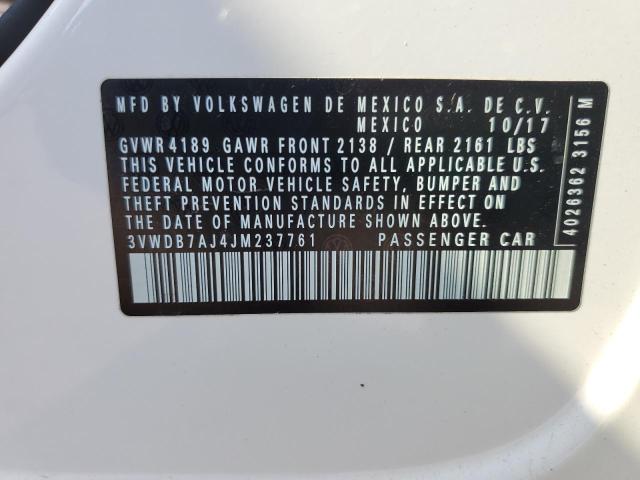 MFD BY VOLKSWAGEN DE MEXICO S.A. DE C.V.
MEXICO 10/17
GVWR 4189 GAWR FRONT 2138 / REAR 2161 LBS
THIS VEHICLE CONFORMS TO ALL APPLICABLE U.S.
FEDERAL MOTOR VEHICLE SAFETY, BUMPER AND
THEFT PREVENTION STANDARDS IN EFFECT ON
THE DATE OF MANUFACTURE SHOWN ABOVE.
3VWDB7AJ4JM237761 PASSENGER CAR
4026362 3156 M